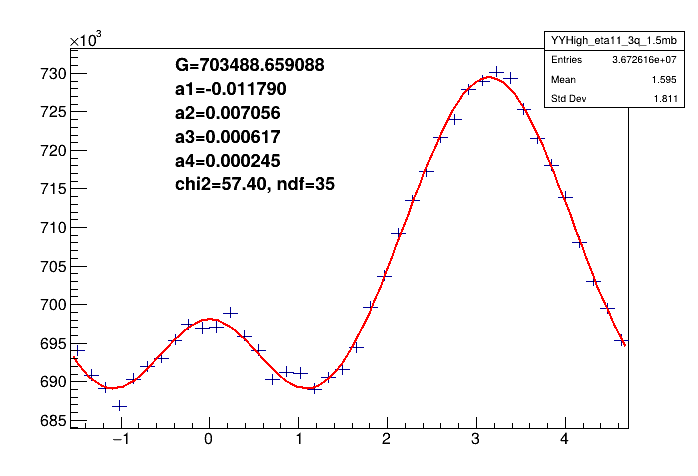 ×10³
YYHigh_eta11_3q_1.5mb
Entries 3.672616e+07
Mean 1.595
Std Dev 1.811
G=703488.659088
a1=-0.011790
a2=0.007056
a3=0.000617
a4=0.000245
chi2=57.40, ndf=35
730
725
720
715
710
705
700
695
690
685
−1 0 1 2 3 4